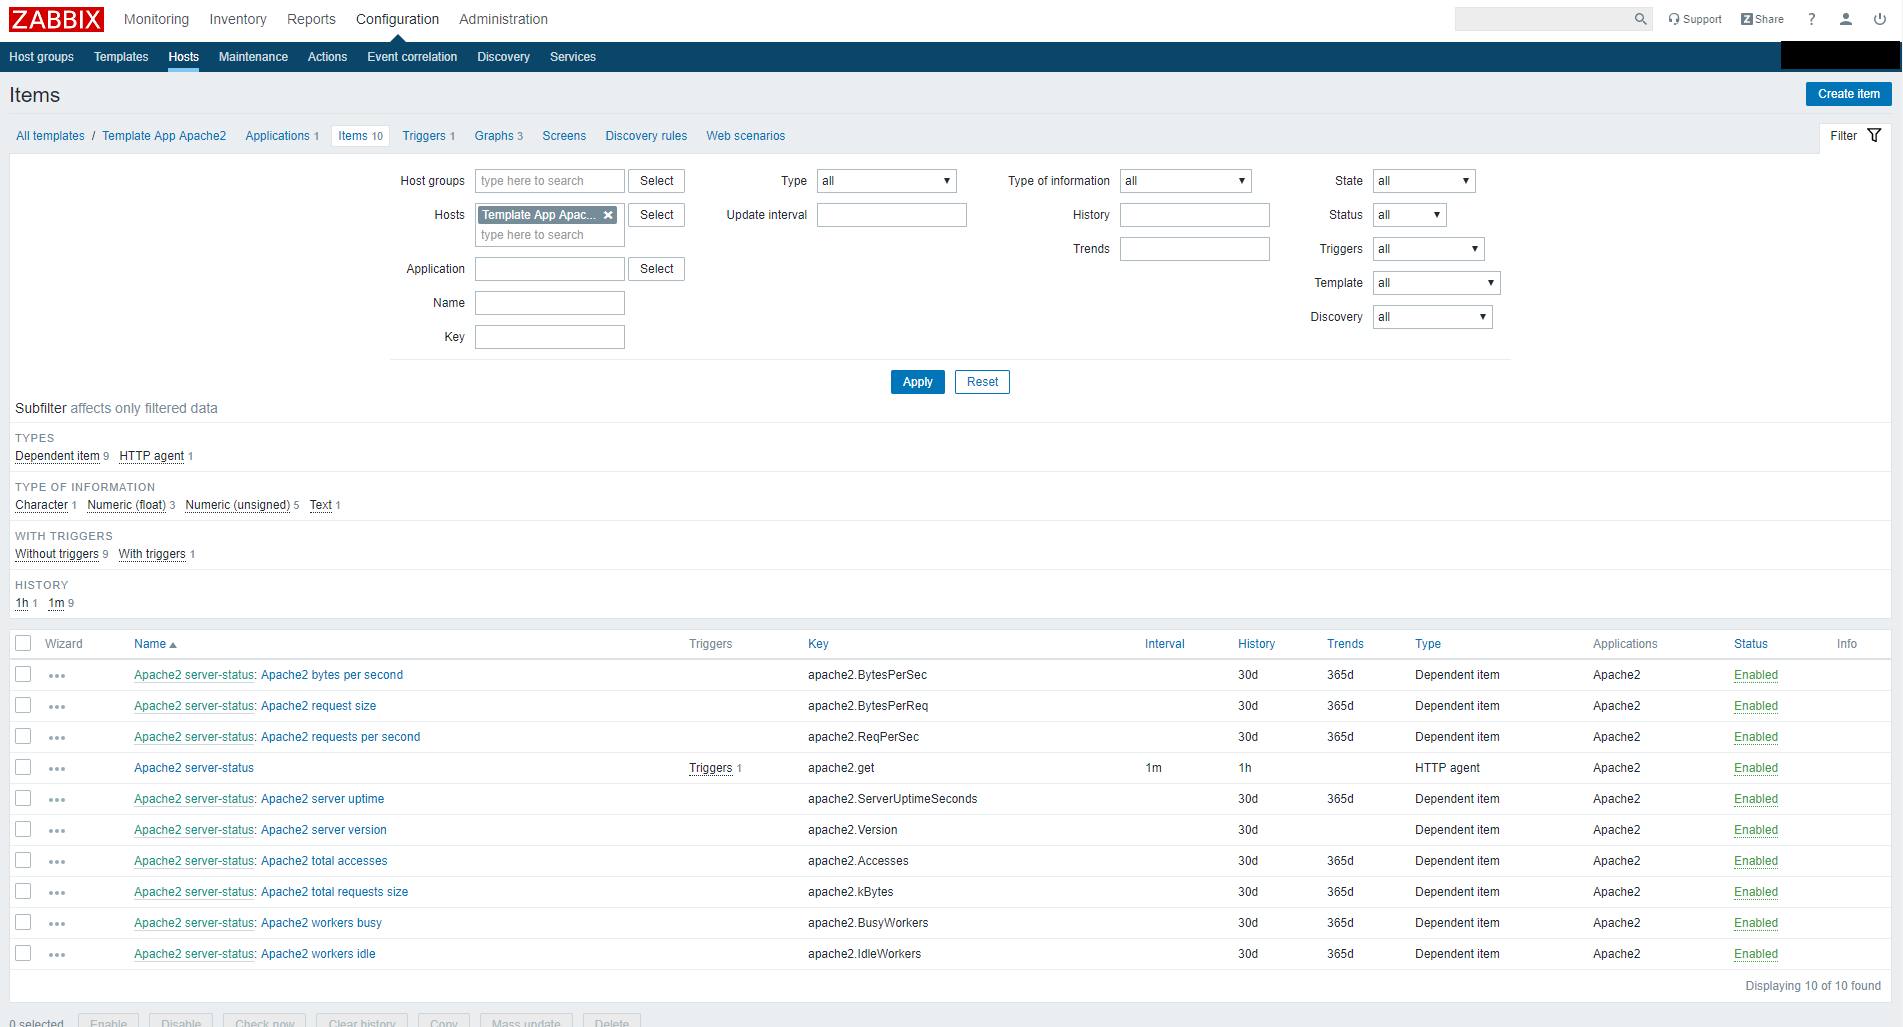 ZABBIX Monitoring Inventory Reports Configuration Administration Support Z Share ?
Host groups Templates Hosts Maintenance Actions Event correlation Discovery Services
Items Create item
All templates / Template App Apache2 Applications 1 Items 10 Triggers 1 Graphs 3 Screens Discovery rules Web scenarios Filter
Host groups type here to search Select Type all Type of information all State all
Hosts Template App Apac... Select Update interval History Status all
type here to search
Trends Triggers all
Application Select
Template all
Name
Discovery all
Key
Apply Reset
Subfilter affects only filtered data
TYPES
Dependent item 9 HTTP agent 1
TYPE OF INFORMATION
Character 1 Numeric (float) 3 Numeric (unsigned) 5 Text 1
WITH TRIGGERS
Without triggers 9 With triggers 1
HISTORY
1h 1 1m 9
Wizard Name Triggers Key Interval History Trends Type Applications Status Info
Apache2 server-status: Apache2 bytes per second apache2.BytesPerSec 30d 365d Dependent item Apache2 Enabled
Apache2 server-status: Apache2 request size apache2.BytesPerReq 30d 365d Dependent item Apache2 Enabled
Apache2 server-status: Apache2 requests per second apache2.ReqPerSec 30d 365d Dependent item Apache2 Enabled
Apache2 server-status Triggers 1 apache2.get 1m 1h HTTP agent Apache2 Enabled
Apache2 server-status: Apache2 server uptime apache2.ServerUptimeSeconds 30d 365d Dependent item Apache2 Enabled
Apache2 server-status: Apache2 server version apache2.Version 30d Dependent item Apache2 Enabled
Apache2 server-status: Apache2 total accesses apache2.Accesses 30d 365d Dependent item Apache2 Enabled
Apache2 server-status: Apache2 total requests size apache2.kBytes 30d 365d Dependent item Apache2 Enabled
Apache2 server-status: Apache2 workers busy apache2.BusyWorkers 30d 365d Dependent item Apache2 Enabled
Apache2 server-status: Apache2 workers idle apache2.IdleWorkers 30d 365d Dependent item Apache2 Enabled
Displaying 10 of 10 found
0 selected Enable Disable Check now Clear history Copy Mass update Delete